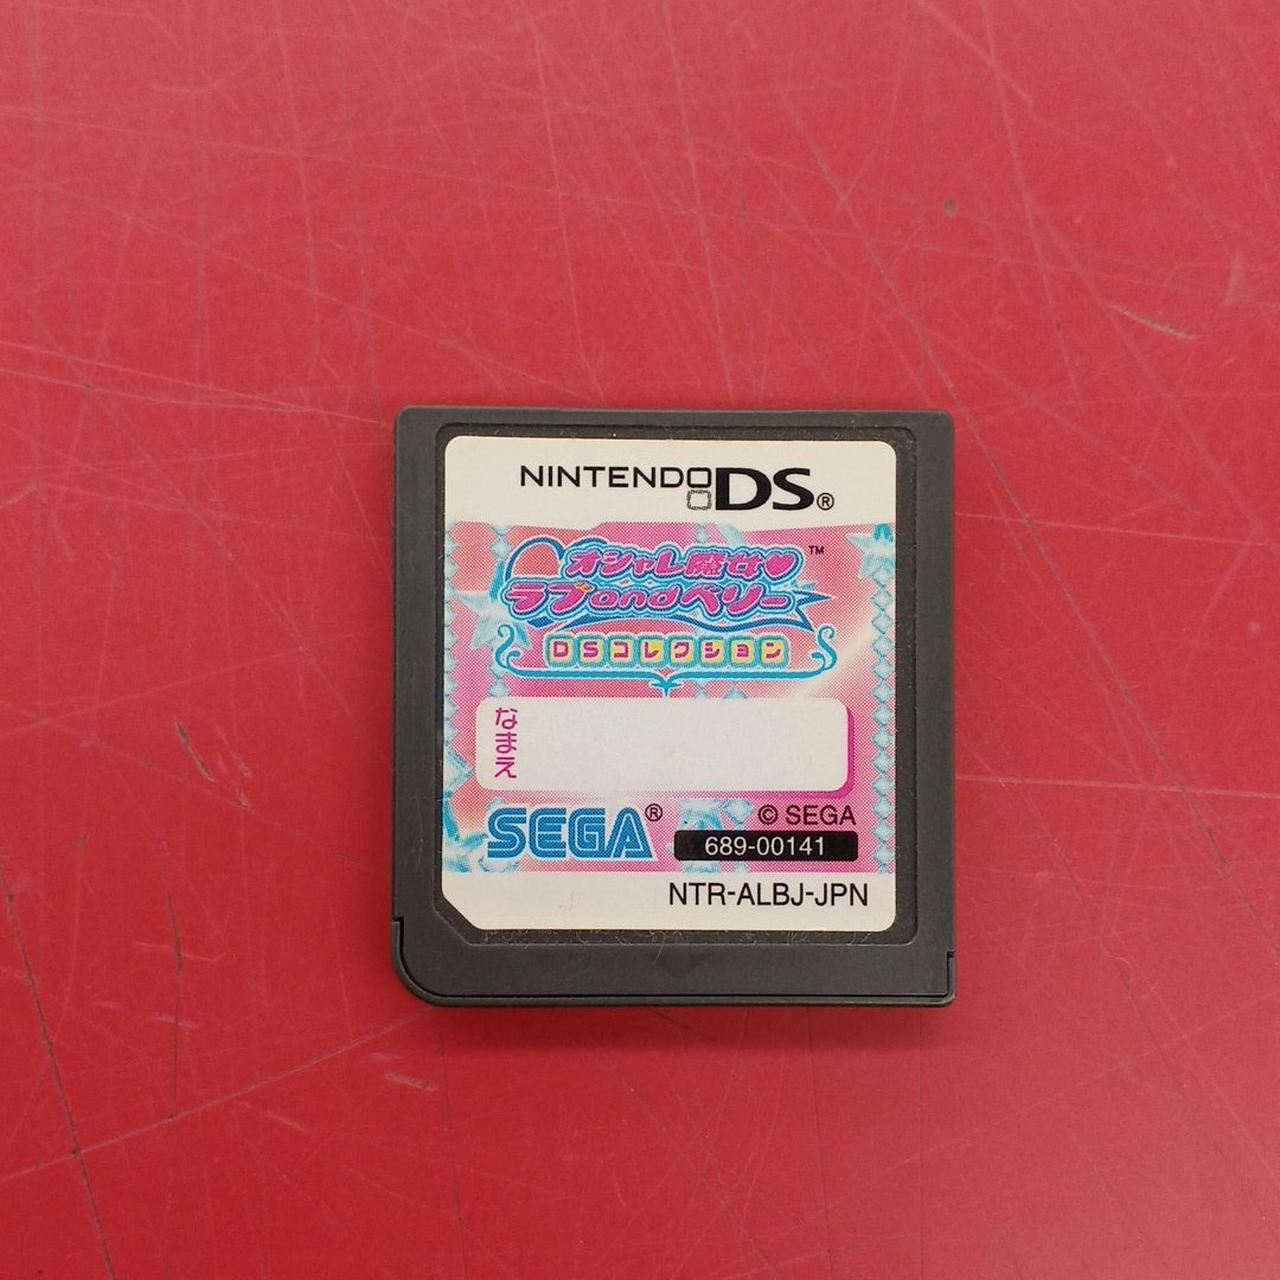 NINTENDO DS®
オシャレ魔女♥™
ラブandベリー
DSコレクション
なまえ
SEGA®
© SEGA
689-00141
NTR-ALBJ-JPN